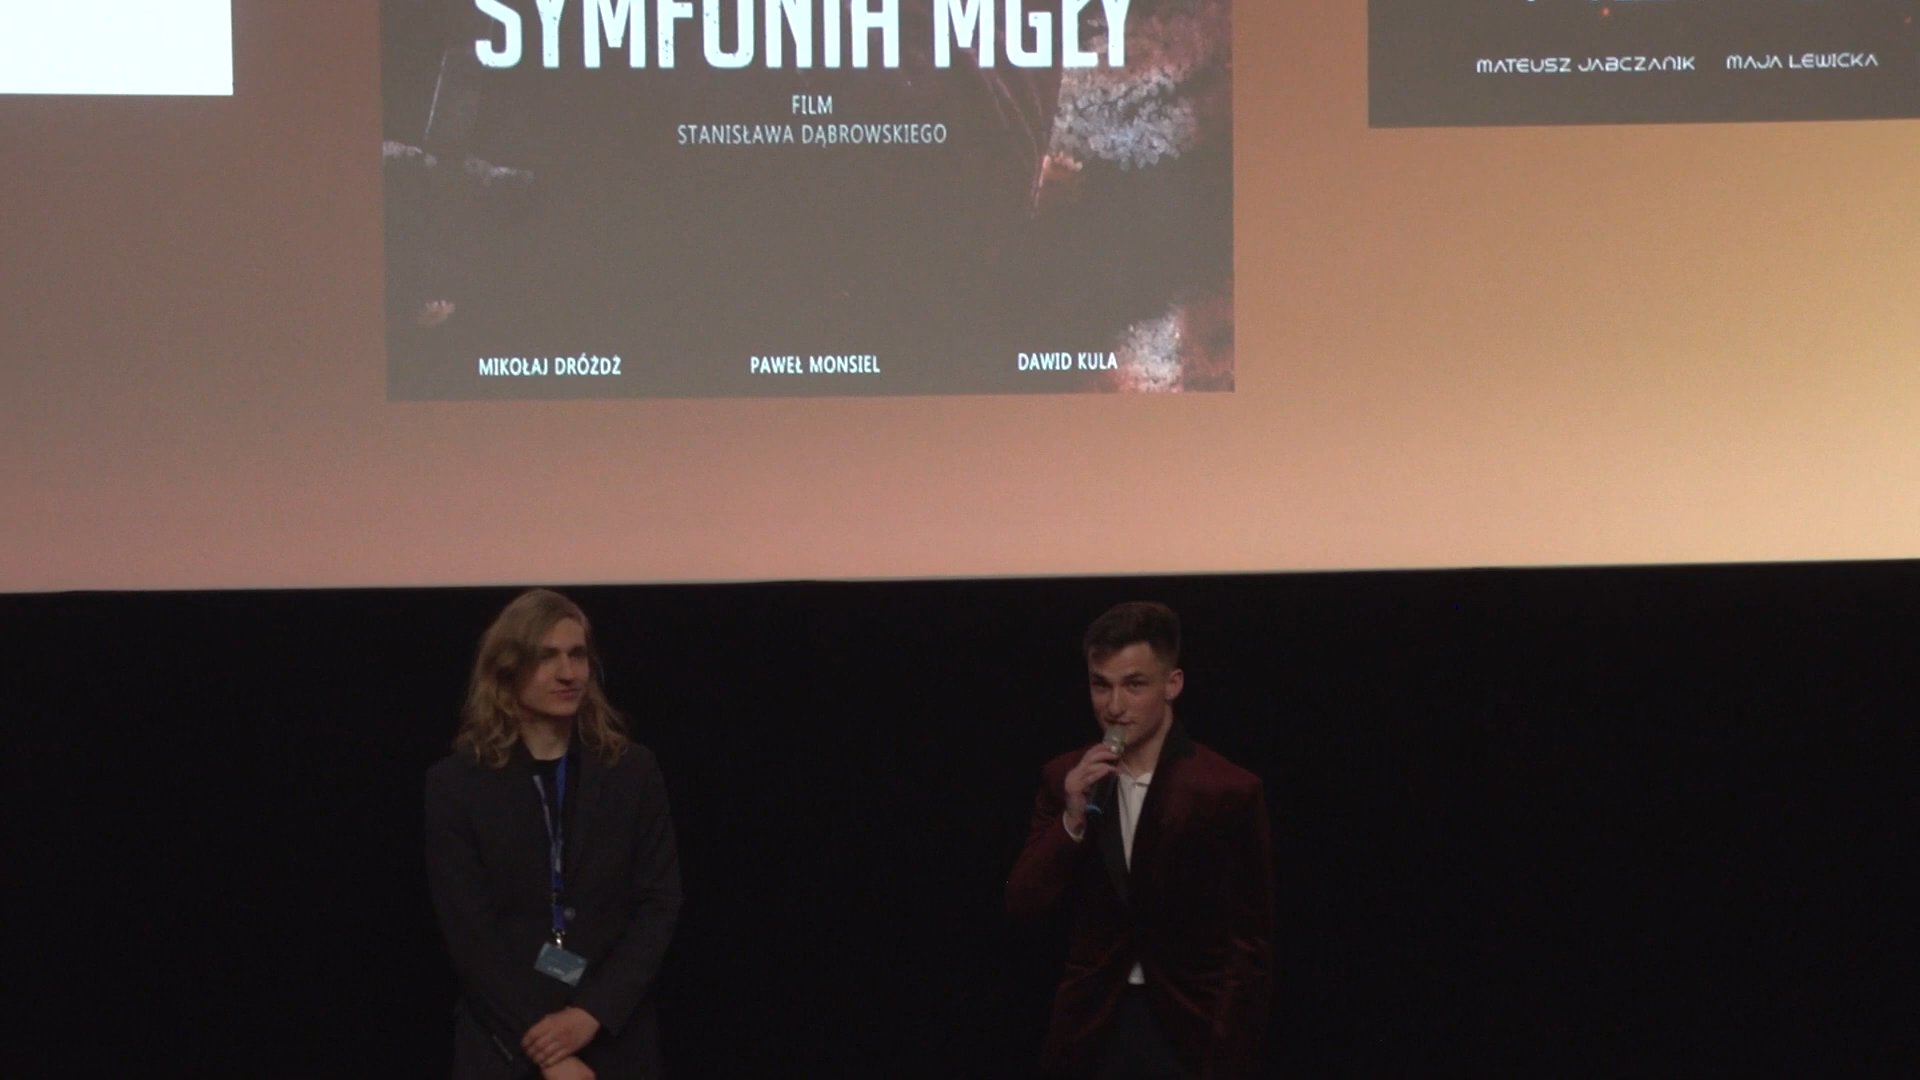 SYMFONIA MGŁY
FILM
STANISŁAWA DĄBROWSKIEGO
MIKOŁAJ DRÓŻDŻ
PAWEŁ MONSIEL
DAWID KULA
MATEUSZ JABCZANIK
MAJA LEWICKA